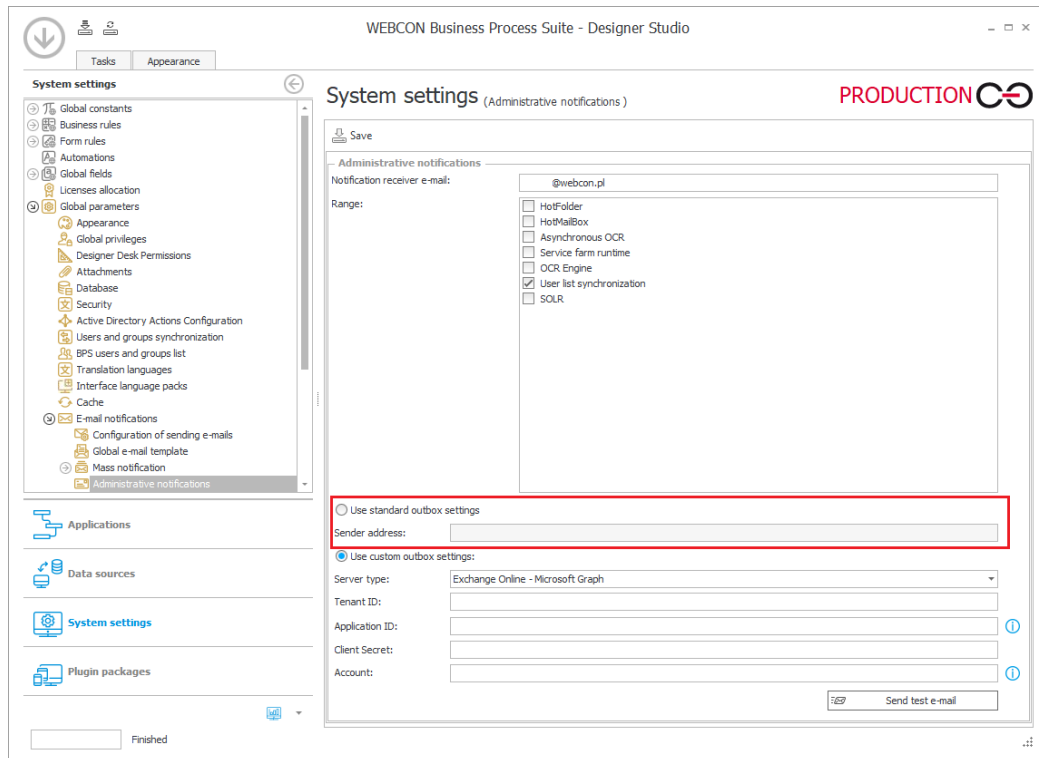 WEBCON Business Process Suite - Designer Studio
Tasks
Appearance
System settings
Global constants
Business rules
Form rules
Automations
Global fields
Licenses allocation
Global parameters
Appearance
Global privileges
Designer Desk Permissions
Attachments
Database
Security
Active Directory Actions Configuration
Users and groups synchronization
BPS users and groups list
Translation languages
Interface language packs
Cache
E-mail notifications
Configuration of sending e-mails
Global e-mail template
Mass notification
Administrative notifications
Applications
Data sources
System settings
Plugin packages
Finished
System settings (Administrative notifications )
PRODUCTION
Save
Administrative notifications
Notification receiver e-mail:
@webcon.pl
Range:
HotFolder
HotMailBox
Asynchronous OCR
Service farm runtime
OCR Engine
User list synchronization
SOLR
Use standard outbox settings
Sender address:
Use custom outbox settings:
Server type:
Exchange Online - Microsoft Graph
Tenant ID:
Application ID:
Client Secret:
Account:
Send test e-mail